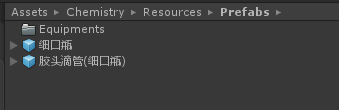 Assets ▸ Chemistry ▸ Resources ▸ Prefabs ▸
Equipments
细口瓶
胶头滴管(细口瓶)